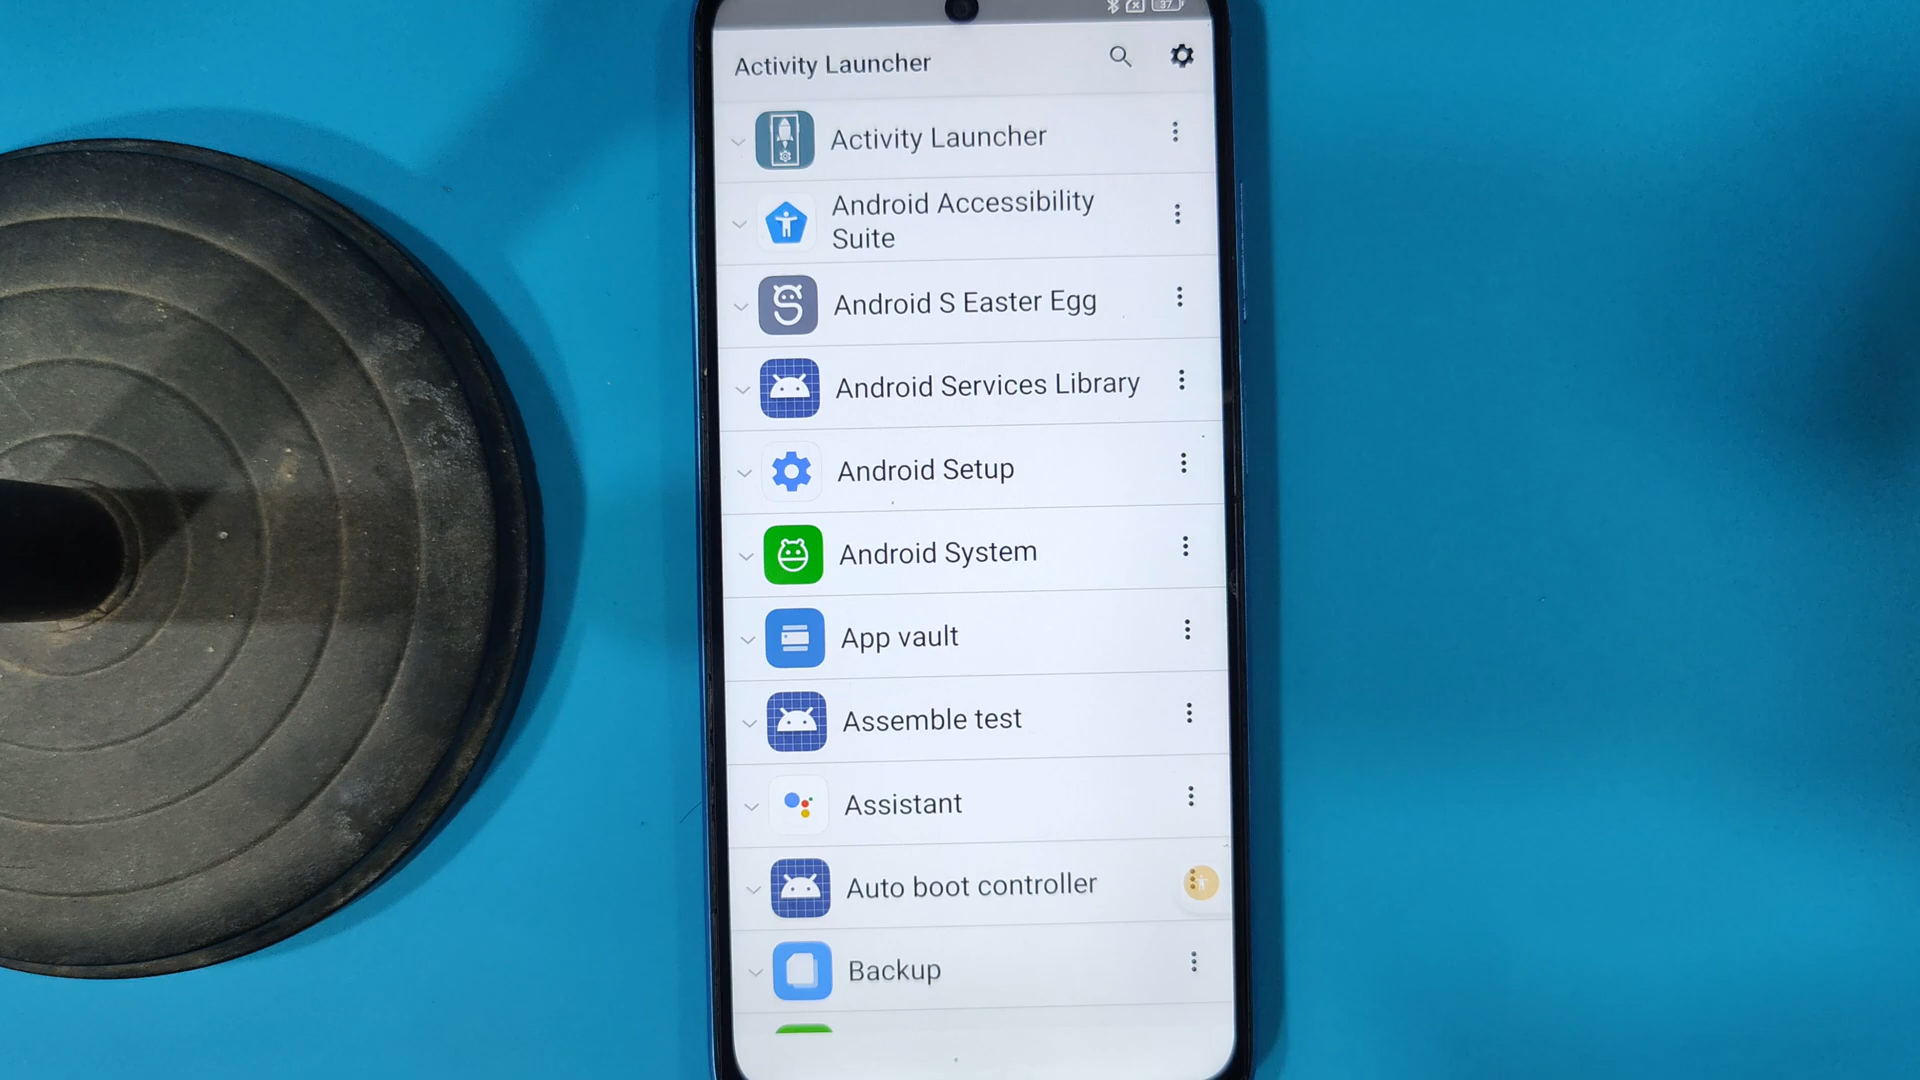 37
Activity Launcher
Activity Launcher
Android Accessibility
Suite
Android S Easter Egg
Android Services Library
Android Setup
Android System
App vault
Assemble test
Assistant
Auto boot controller
Backup